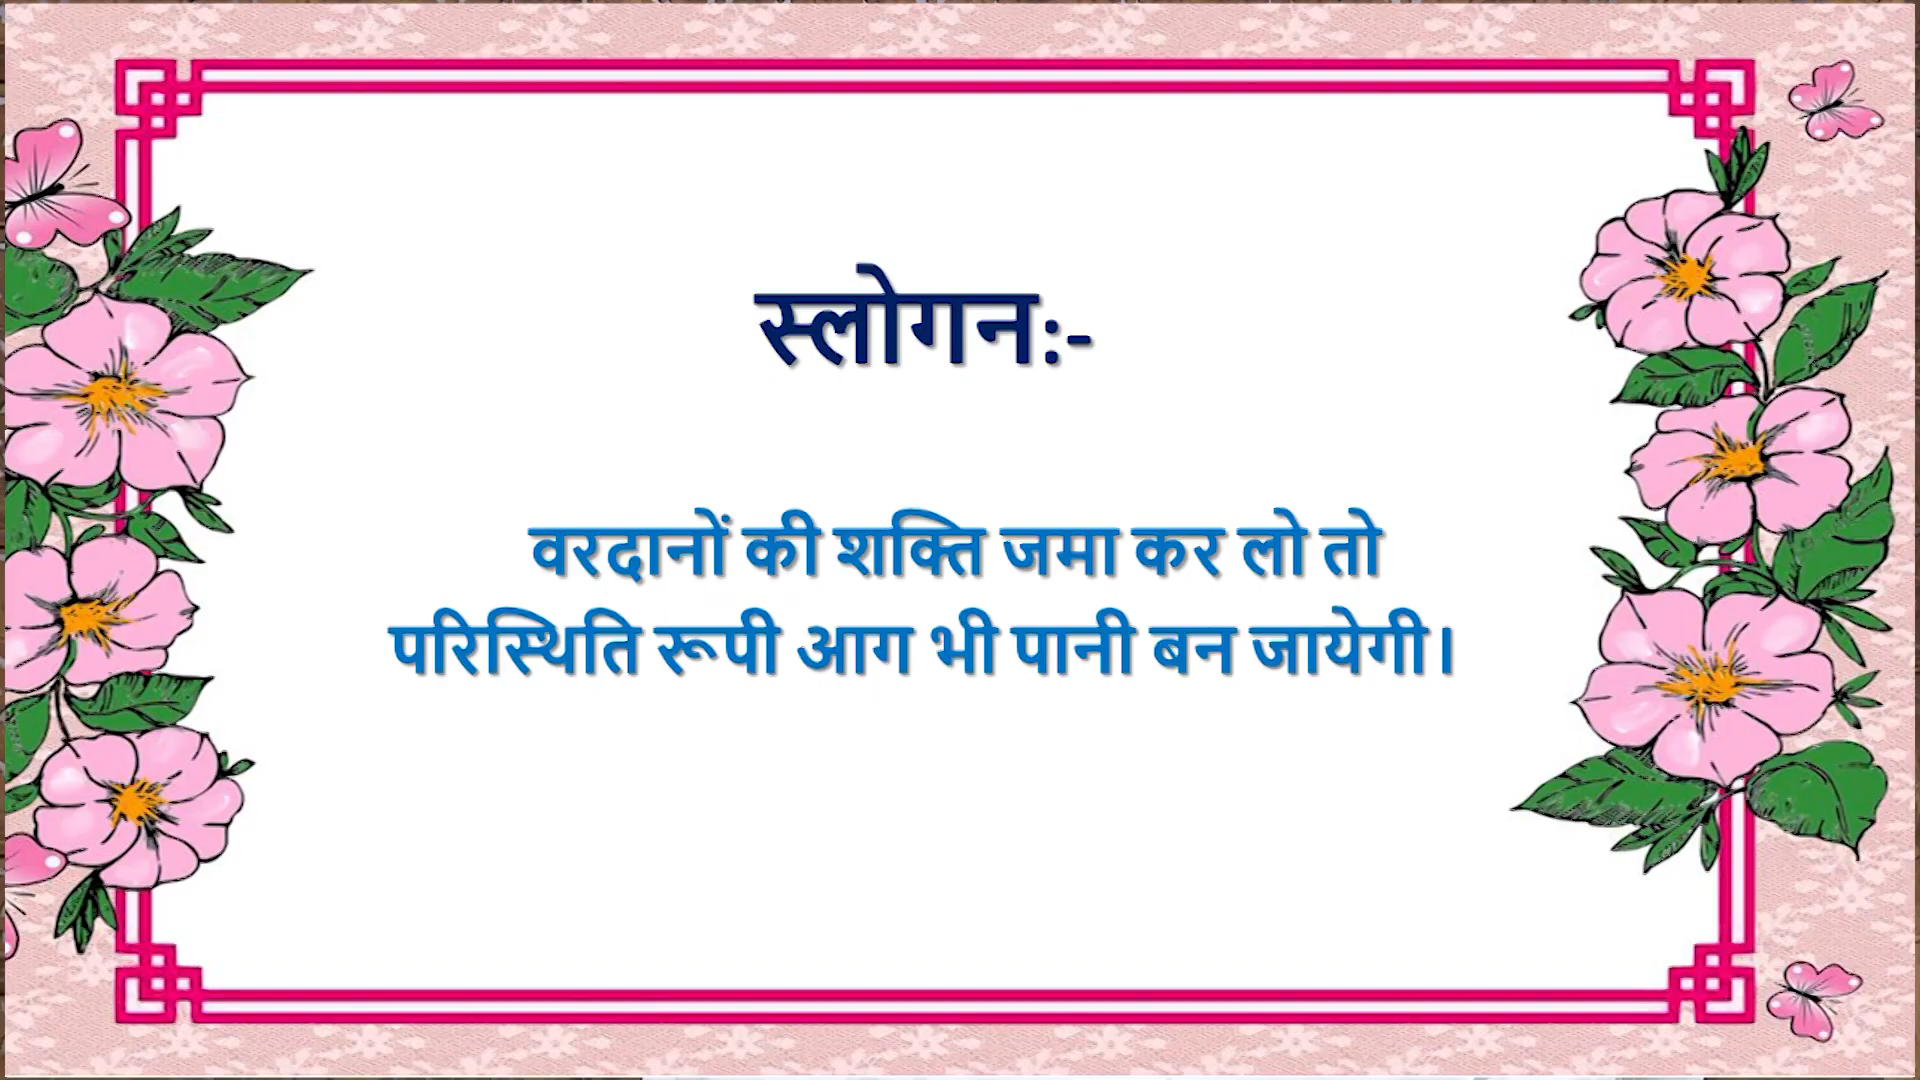 स्लोगन:-
वरदानों की शक्ति जमा कर लो तो
परिस्थिति रूपी आग भी पानी बन जायेगी।